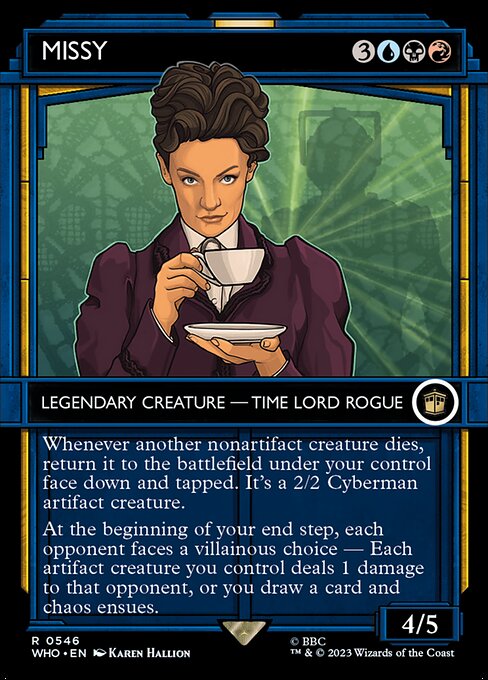 MISSY 3
LEGENDARY CREATURE — TIME LORD ROGUE
Whenever another nonartifact creature dies,
return it to the battlefield under your control
face down and tapped. It's a 2/2 Cyberman
artifact creature.
At the beginning of your end step, each
opponent faces a villainous choice — Each
artifact creature you control deals 1 damage
to that opponent, or you draw a card and
chaos ensues.
4/5
R 0546
WHO • EN KAREN HALLION
© BBC
™ & © 2023 Wizards of the Coast